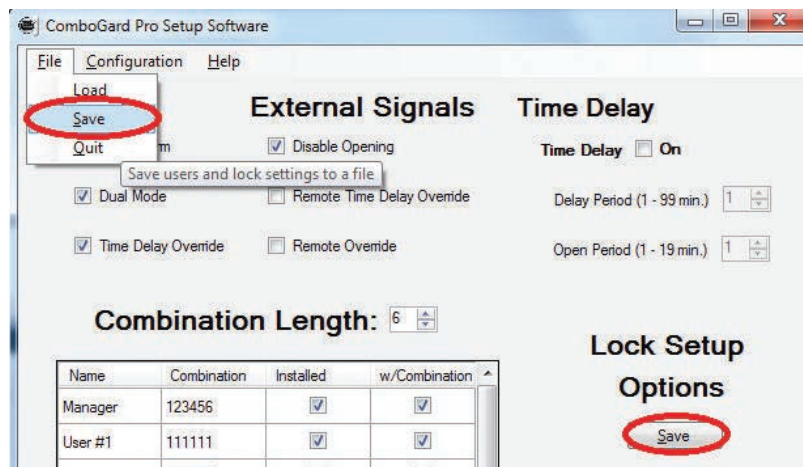 ComboGard Pro Setup Software
File Configuration Help
Load
Save
Quit
Save users and lock settings to a file
External Signals
Disable Opening
Dual Mode
Remote Time Delay Override
Time Delay Override
Remote Override
Time Delay
Time Delay On
Delay Period (1 - 99 min.) 1
Open Period (1 - 19 min.) 1
Combination Length: 6
Name Combination Installed w/Combination
Manager 123456
User #1 111111
Lock Setup
Options
Save